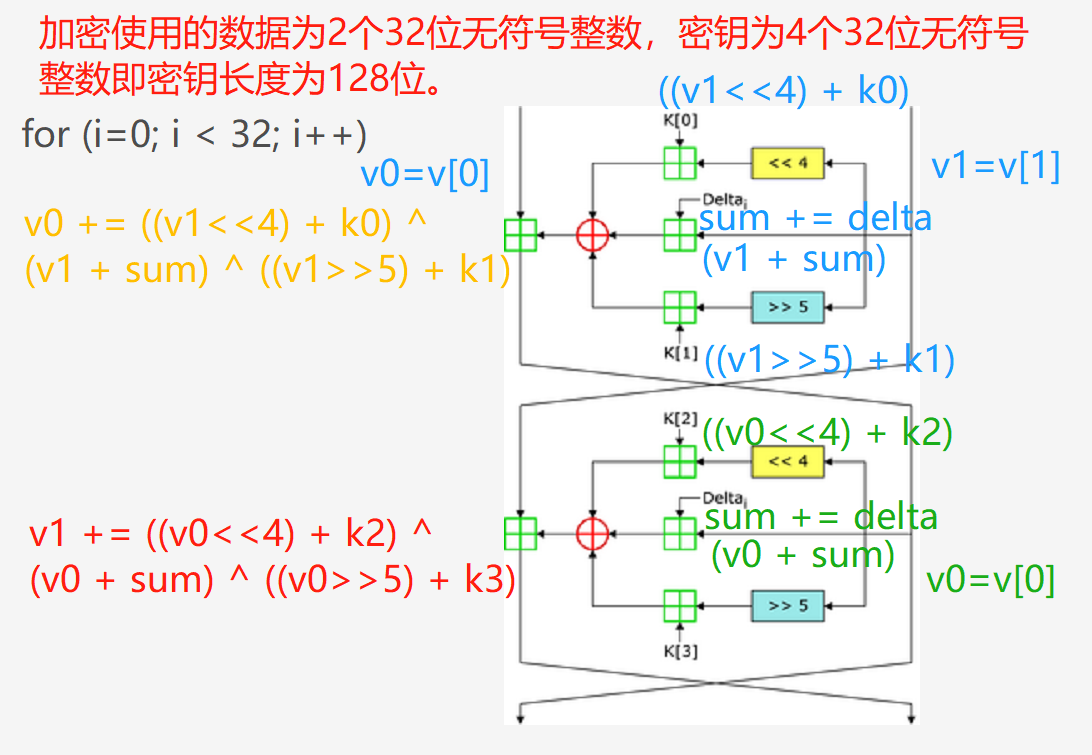 加密使用的数据为2个32位无符号整数，密钥为4个32位无符号
整数即密钥长度为128位。
((v1<<4) + k0)
for (i=0; i < 32; i++)
K[0]
v0=v[0]
<< 4
v1=v[1]
Deltaᵢ
v0 += ((v1<<4) + k0) ^
sum += delta
(v1 + sum) ^ ((v1>>5) + k1)
(v1 + sum)
>> 5
K[1]
((v1>>5) + k1)
K[2]
((v0<<4) + k2)
<< 4
Deltaᵢ
sum += delta
v1 += ((v0<<4) + k2) ^
(v0 + sum)
(v0 + sum) ^ ((v0>>5) + k3)
v0=v[0]
>> 5
K[3]